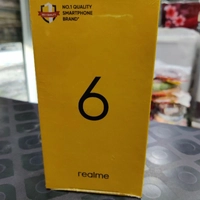 NO.1 QUALITY
SMARTPHONE
BRAND*
6
realme